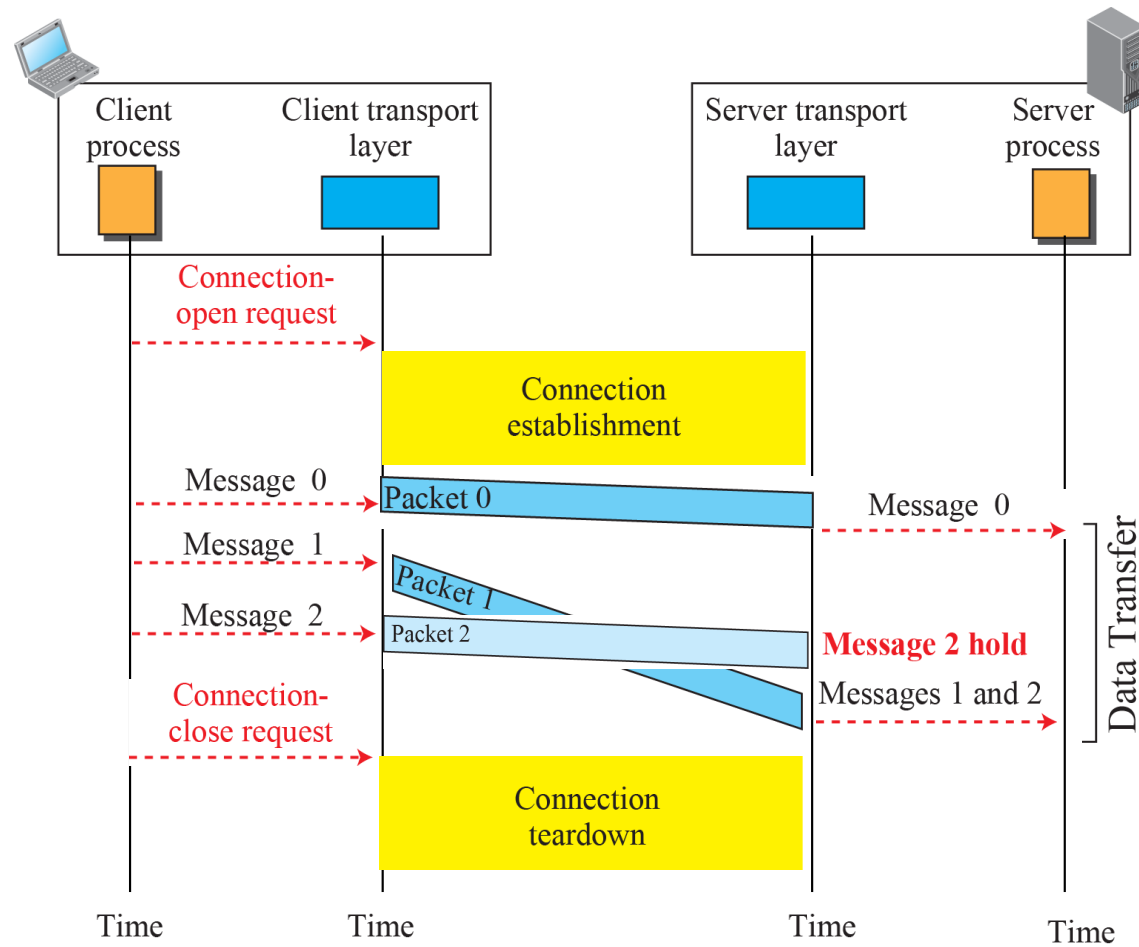 Client
process
Client transport
layer
Server transport
layer
Server
process
Connection-
open request
Connection
establishment
Message 0
Packet 0
Message 0
Message 1
Packet 1
Message 2
Packet 2
Message 2 hold
Messages 1 and 2
Data Transfer
Connection-
close request
Connection
teardown
Time
Time
Time
Time